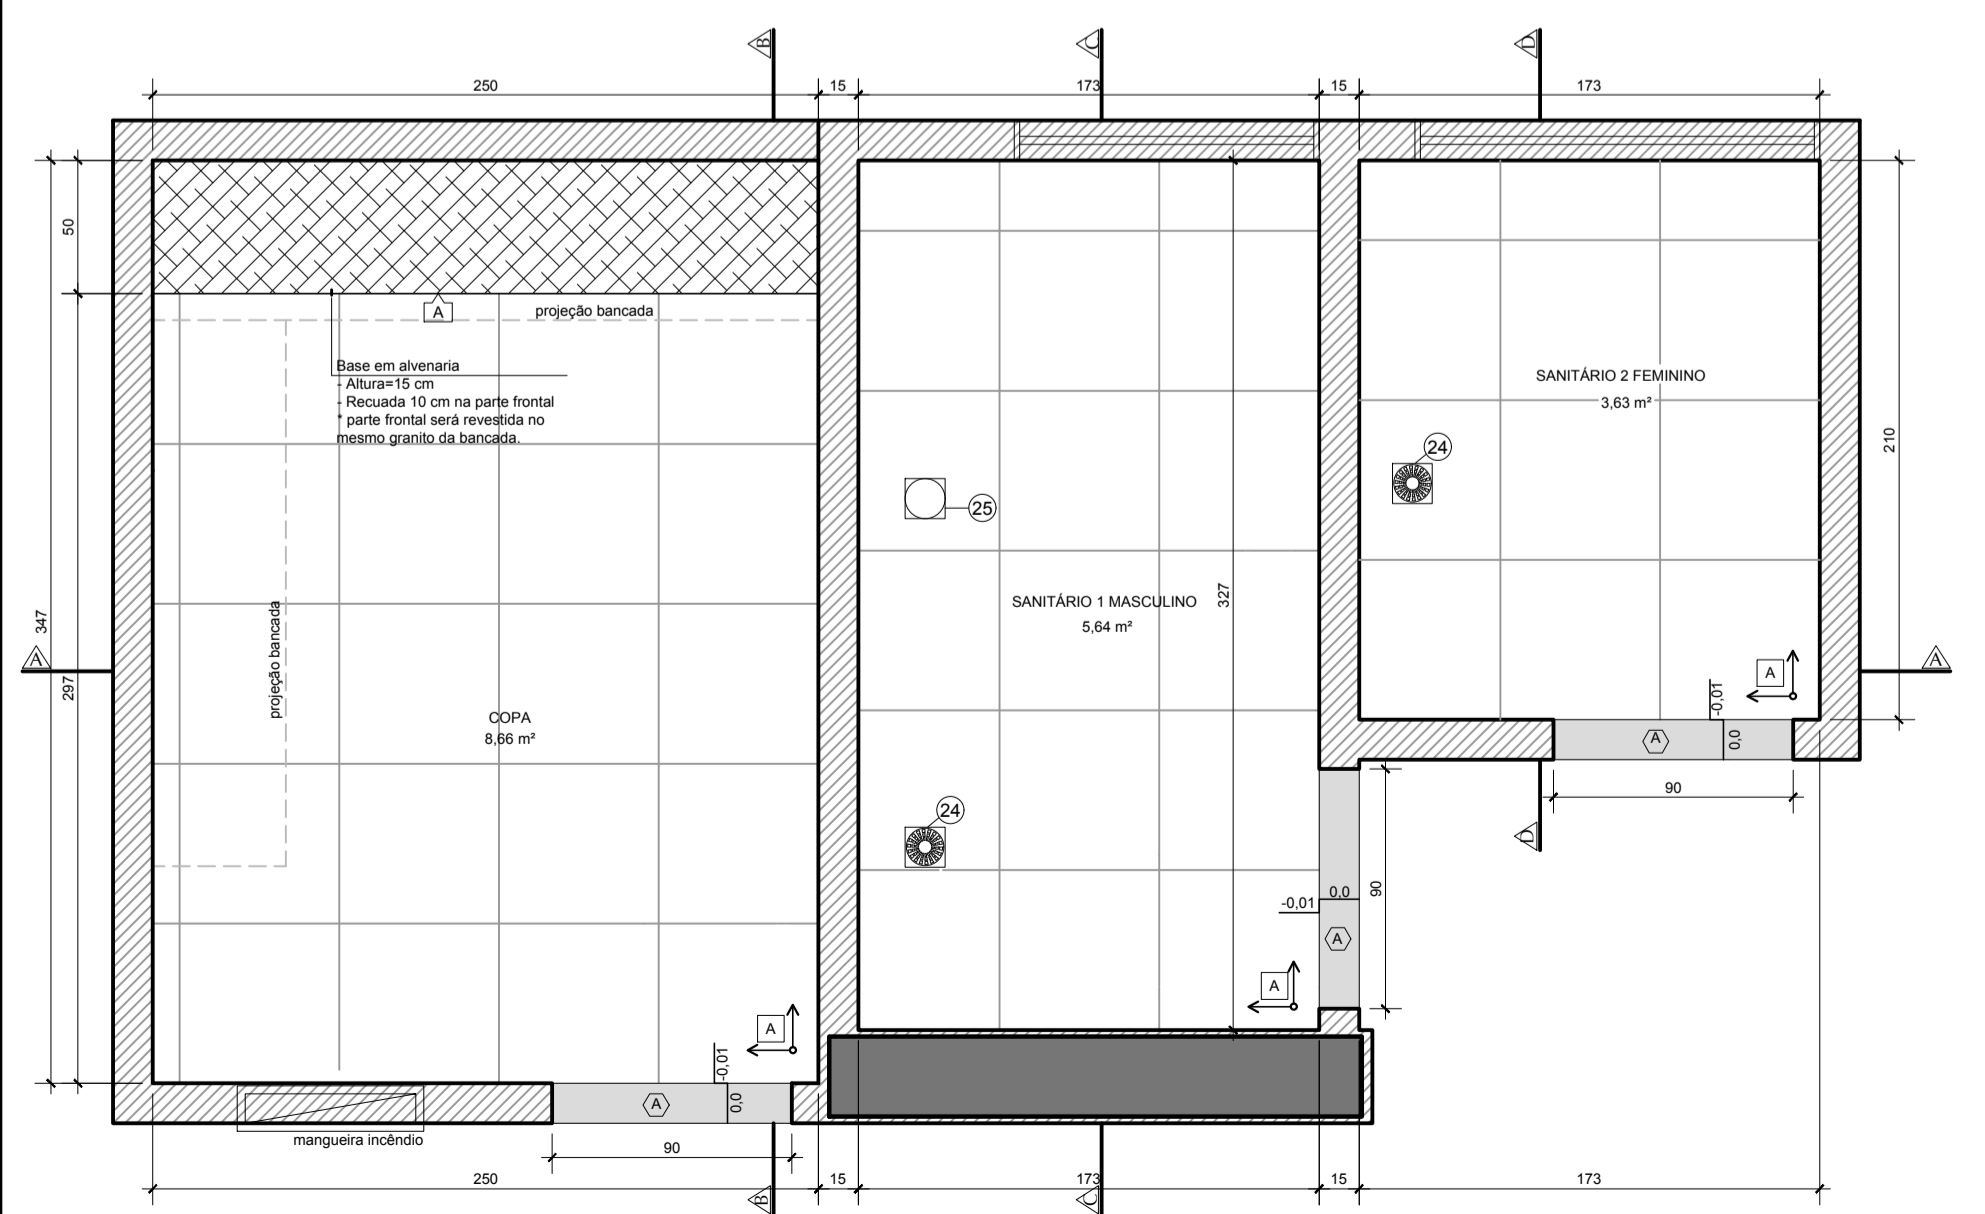 B
C
D
250
15
173
15
173
50
347
297
A
projeção bancada
Base em alvenaria
- Altura=15 cm
- Recuada 10 cm na parte frontal
* parte frontal será revestida no
mesmo granito da bancada.
projeção bancada
COPA
8,66 m²
A
A
-0,01
0,0
A
mangueira incêndio
90
25
SANITÁRIO 1 MASCULINO
5,64 m²
327
24
-0,01
0,0
A
A
90
SANITÁRIO 2 FEMININO
3,63 m²
24
210
A
A
-0,01
0,0
A
90
D
250
15
173
15
173
B
C